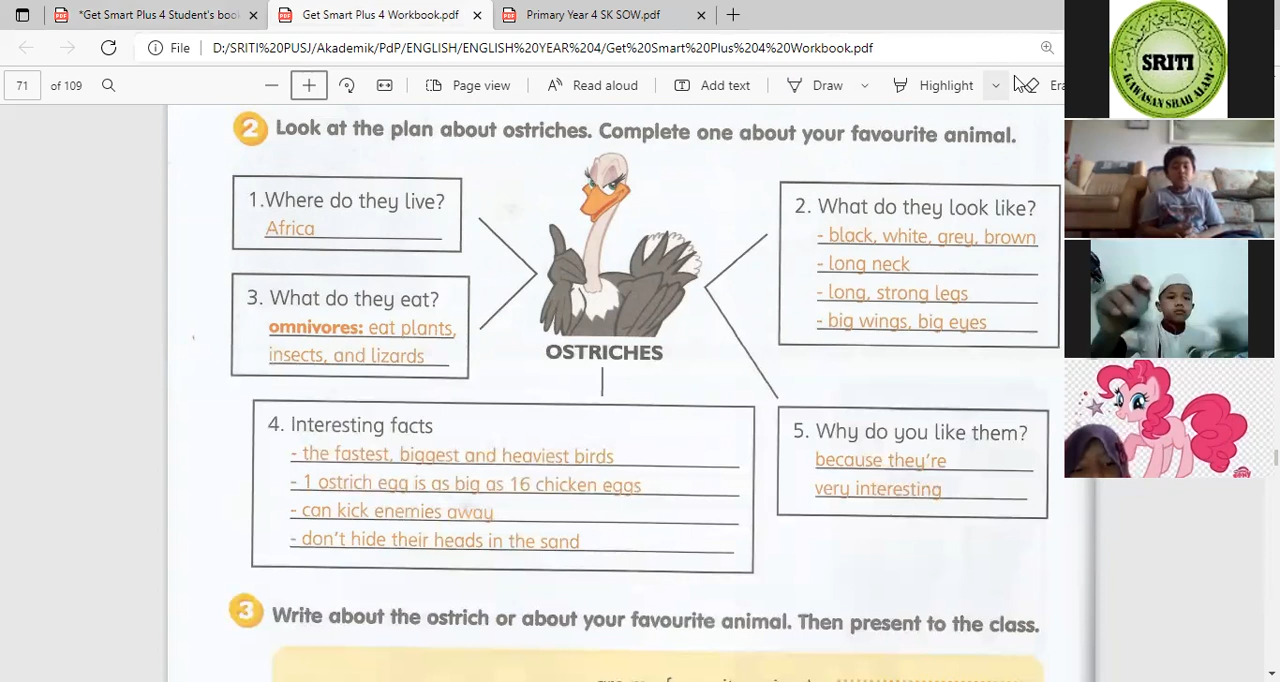 *Get Smart Plus 4 Student's book
Get Smart Plus 4 Workbook.pdf
Primary Year 4 SK SOW.pdf
File
D:/SRITI%20PUSJ/Akademik/PdP/ENGLISH/ENGLISH%20YEAR%204/Get%20Smart%20Plus%204%20Workbook.pdf
71 of 109
Page view
Read aloud
Add text
Draw
Highlight
Era
SRITI
KAWASAN SHAH ALAM
2 Look at the plan about ostriches. Complete one about your favourite animal.
1.Where do they live?
Africa
2. What do they look like?
- black, white, grey, brown
- long neck
- long, strong legs
- big wings, big eyes
3. What do they eat?
omnivores: eat plants,
insects, and lizards
OSTRICHES
4. Interesting facts
- the fastest, biggest and heaviest birds
- 1 ostrich egg is as big as 16 chicken eggs
- can kick enemies away
- don't hide their heads in the sand
5. Why do you like them?
because they're
very interesting
3 Write about the ostrich or about your favourite animal. Then present to the class.